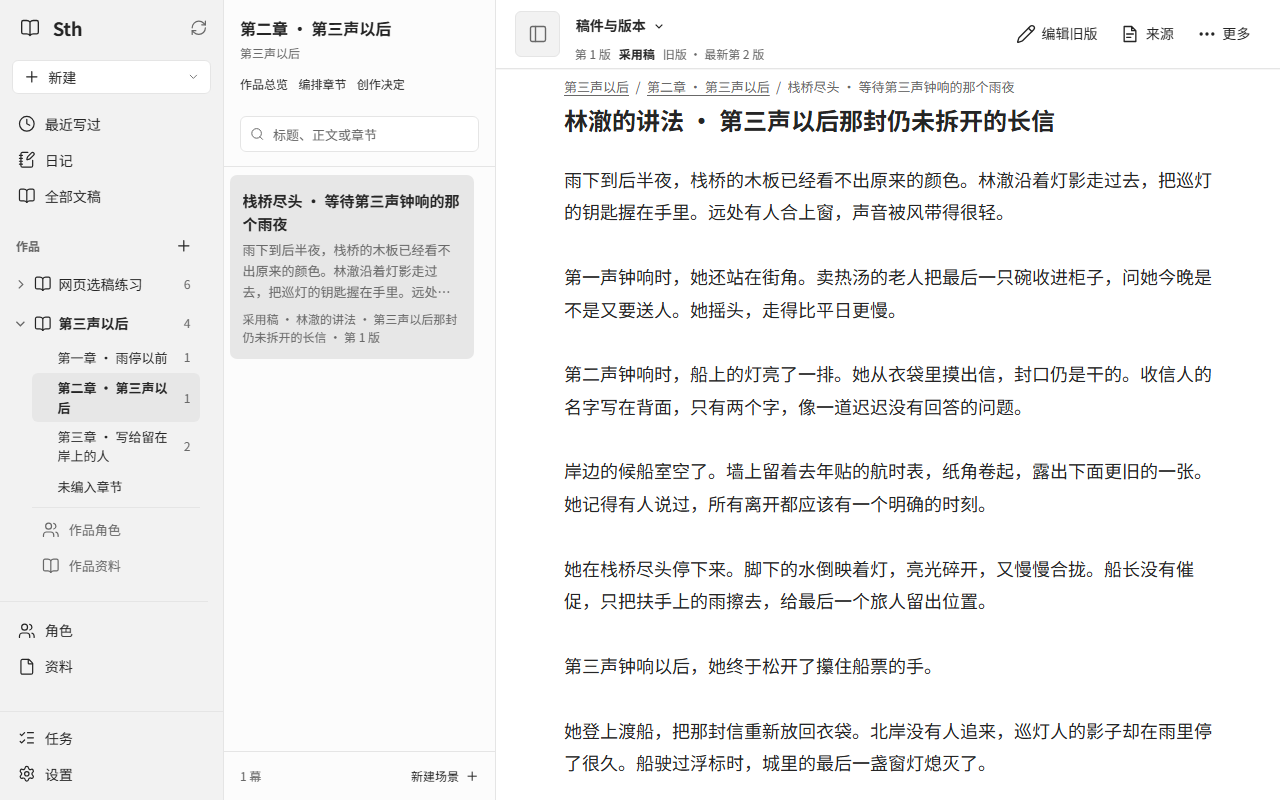 Sth
新建
最近写过
日记
全部文稿
作品
网页选稿练习 6
第三声以后 4
第一章 · 雨停以前 1
第二章 · 第三声以
后 1
第三章 · 写给留在
岸上的人 2
未编入章节
作品角色
作品资料
角色
资料
任务
设置
第二章 · 第三声以后
第三声以后
作品总览 编排章节 创作决定
标题、正文或章节
栈桥尽头 · 等待第三声钟响的那
个雨夜
雨下到后半夜，栈桥的木板已经看不
出原来的颜色。林澈沿着灯影走过
去，把巡灯的钥匙握在手里。远处…
采用稿 · 林澈的讲法 · 第三声以后那封
仍未拆开的长信 · 第 1 版
1 幕 新建场景
稿件与版本
第 1 版 采用稿 旧版 · 最新第 2 版
编辑旧版 来源 更多
第三声以后 / 第二章 · 第三声以后 / 栈桥尽头 · 等待第三声钟响的那个雨夜
林澈的讲法 · 第三声以后那封仍未拆开的长信
雨下到后半夜，栈桥的木板已经看不出原来的颜色。林澈沿着灯影走过去，把巡灯
的钥匙握在手里。远处有人合上窗，声音被风带得很轻。
第一声钟响时，她还站在街角。卖热汤的老人把最后一只碗收进柜子，问她今晚是
不是又要送人。她摇头，走得比平日更慢。
第二声钟响时，船上的灯亮了一排。她从衣袋里摸出信，封口仍是干的。收信人的
名字写在背面，只有两个字，像一道迟迟没有回答的问题。
岸边的候船室空了。墙上留着去年贴的航时表，纸角卷起，露出下面更旧的一张。
她记得有人说过，所有离开都应该有一个明确的时刻。
她在栈桥尽头停下来。脚下的水倒映着灯，亮光碎开，又慢慢合拢。船长没有催
促，只把扶手上的雨擦去，给最后一个旅人留出位置。
第三声钟响以后，她终于松开了攥住船票的手。
她登上渡船，把那封信重新放回衣袋。北岸没有人追来，巡灯人的影子却在雨里停
了很久。船驶过浮标时，城里的最后一盏窗灯熄灭了。